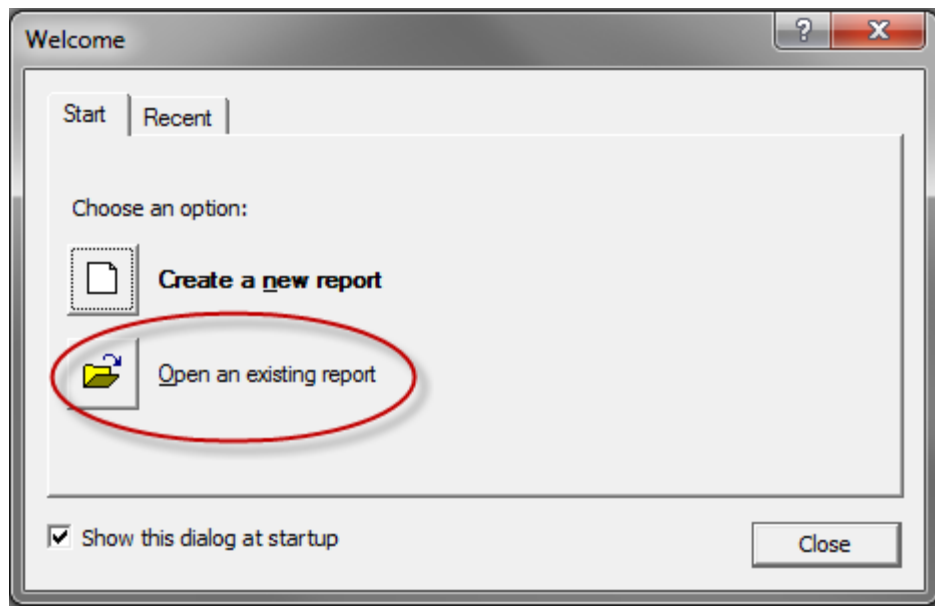 Welcome
?
X
Start
Recent
Choose an option:
Create a new report
Open an existing report
Show this dialog at startup
Close